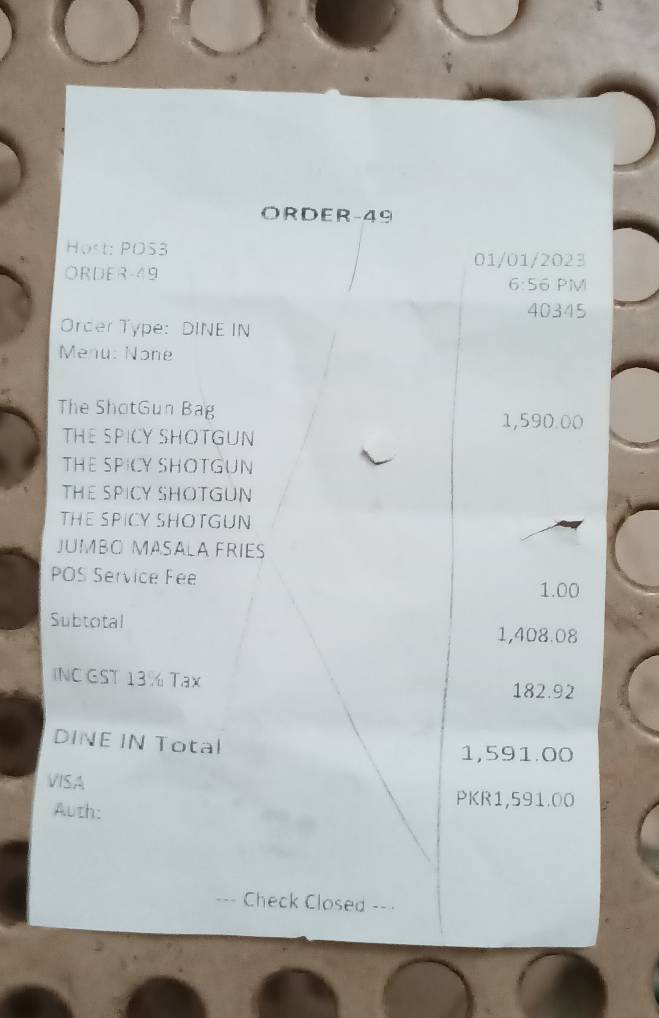 ORDER-49
Host: POS3 01/01/2023
ORDER-49 6:56 PM
40345
Order Type: DINE IN
Menu: None
The ShotGun Bag 1,590.00
THE SPICY SHOTGUN
THE SPICY SHOTGUN
THE SPICY SHOTGUN
THE SPICY SHOTGUN
JUMBO MASALA FRIES
POS Service Fee 1.00
Subtotal 1,408.08
INC GST 13% Tax 182.92
DINE IN Total 1,591.00
VISA PKR1,591.00
Auth:
--- Check Closed ---